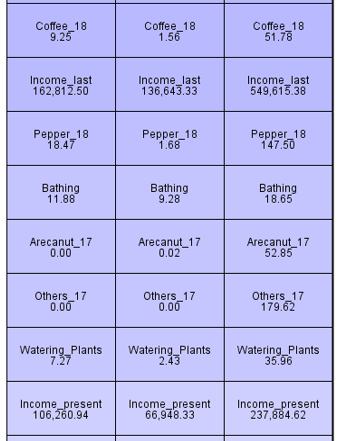 Coffee_18 Coffee_18 Coffee_18
9.25 1.56 51.78
Income_last Income_last Income_last
162,812.50 136,643.33 549,615.38
Pepper_18 Pepper_18 Pepper_18
18.47 1.68 147.50
Bathing Bathing Bathing
11.88 9.28 18.65
Arecanut_17 Arecanut_17 Arecanut_17
0.00 0.02 52.85
Others_17 Others_17 Others_17
0.00 0.00 179.62
Watering_Plants Watering_Plants Watering_Plants
7.27 2.43 35.96
Income_present Income_present Income_present
106,260.94 66,948.33 237,884.62